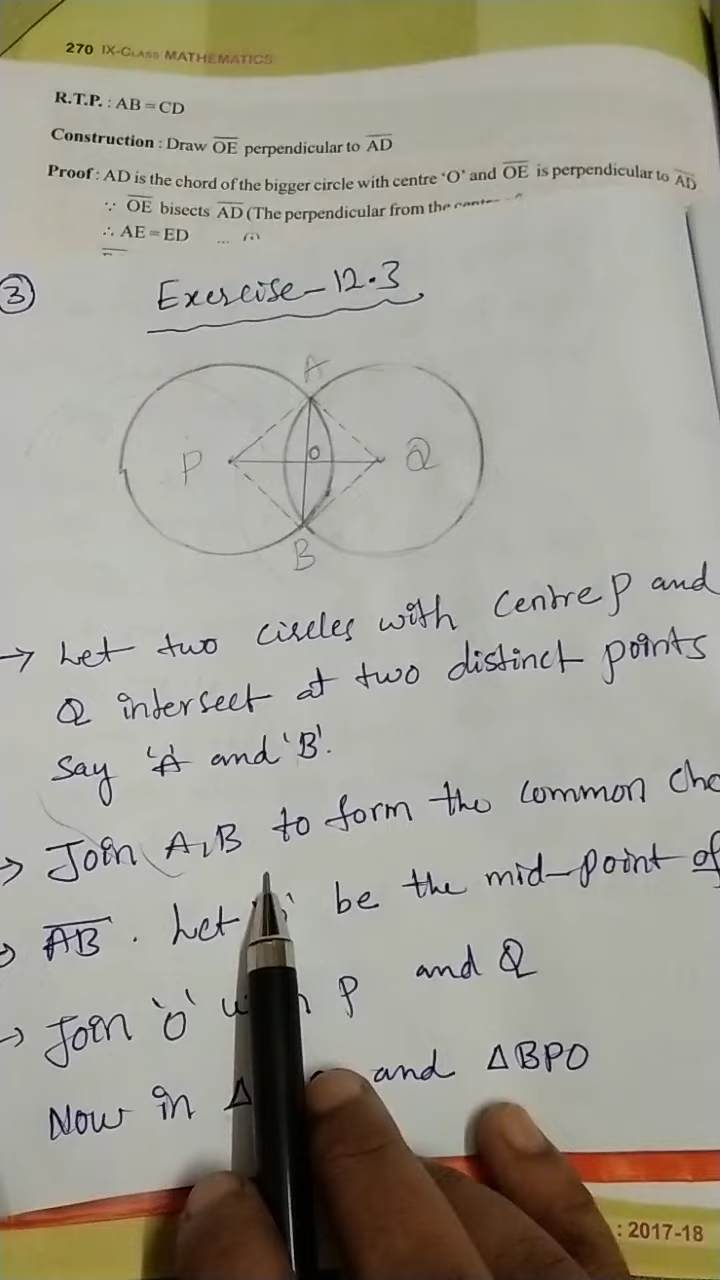 270 IX-CLASS MATHEMATICS
R.T.P. : AB = CD
Construction : Draw OE perpendicular to AD
Proof : AD is the chord of the bigger circle with centre ‘O’ and OE is perpendicular to AD
∵ OE bisects AD (The perpendicular from the
∴ AE = ED ... (i)
3 Exercise-12.3
A
P O Q
B
→ Let two circles with centre P and
Q intersect at two distinct points
say 'A' and 'B'.
→ Join A, B to form the common
→ AB. Let be the mid-point of
→ Join 'O' P and Q
Now in Δ and ΔBPO
: 2017-18